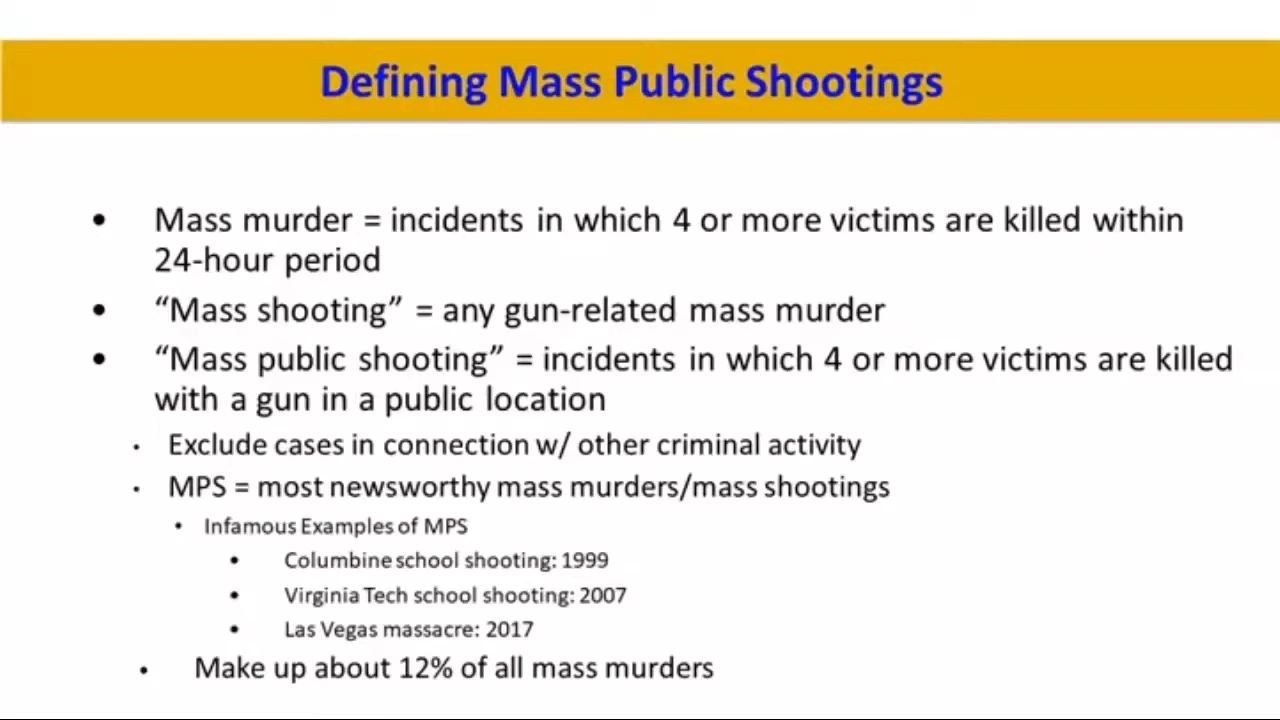 Defining Mass Public Shootings
• Mass murder = incidents in which 4 or more victims are killed within
24-hour period
• “Mass shooting” = any gun-related mass murder
• “Mass public shooting” = incidents in which 4 or more victims are killed
with a gun in a public location
• Exclude cases in connection w/ other criminal activity
• MPS = most newsworthy mass murders/mass shootings
• Infamous Examples of MPS
• Columbine school shooting: 1999
• Virginia Tech school shooting: 2007
• Las Vegas massacre: 2017
• Make up about 12% of all mass murders